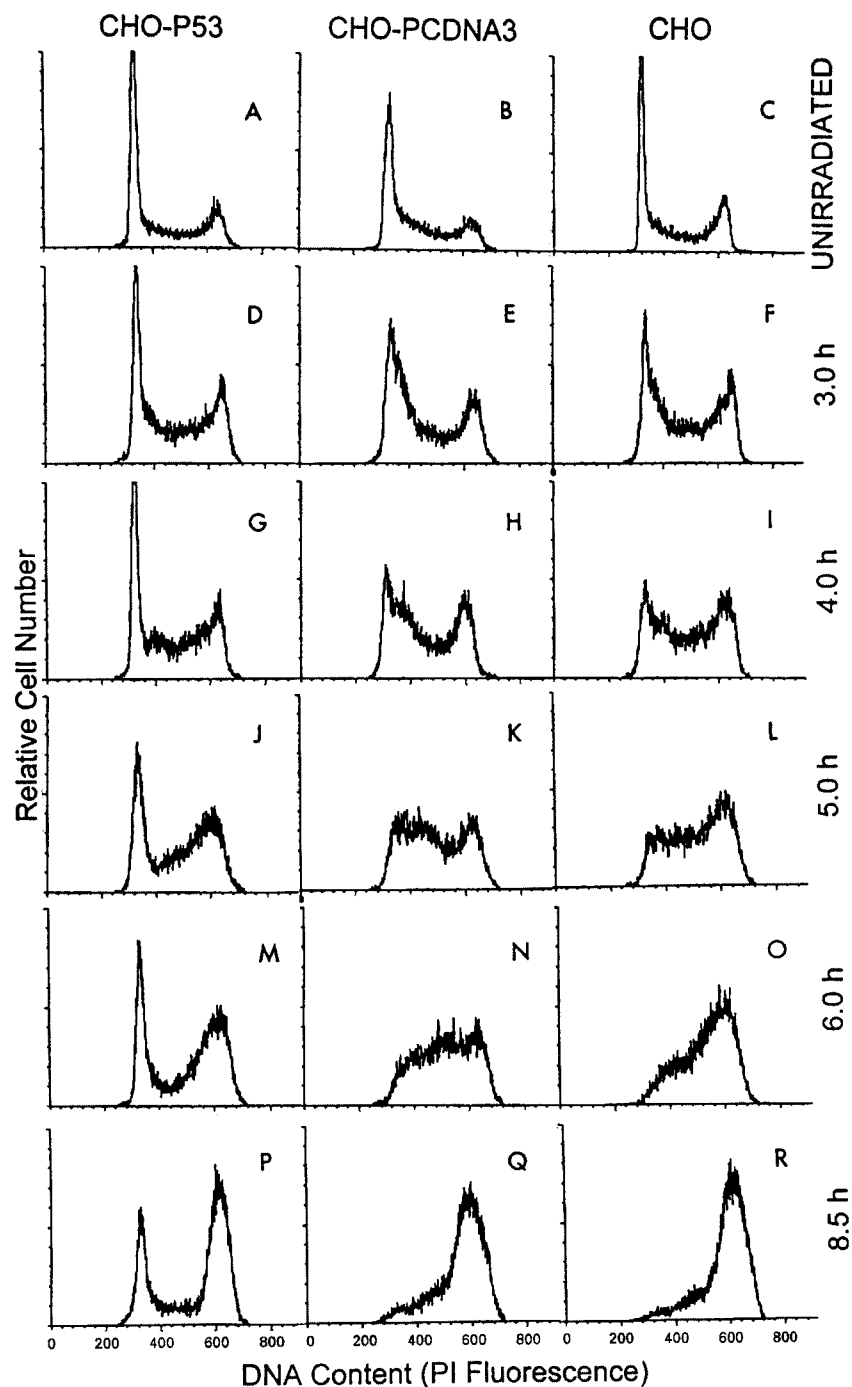 CHO-P53 CHO-PCDNA3 CHO
A B C
UNIRRADIATED
D E F
3.0 h
G H I
4.0 h
Relative Cell Number
J K L
5.0 h
M N O
6.0 h
P Q R
8.5 h
0 200 400 600 800 0 200 400 600 800 0 200 400 600 800
DNA Content (PI Fluorescence)